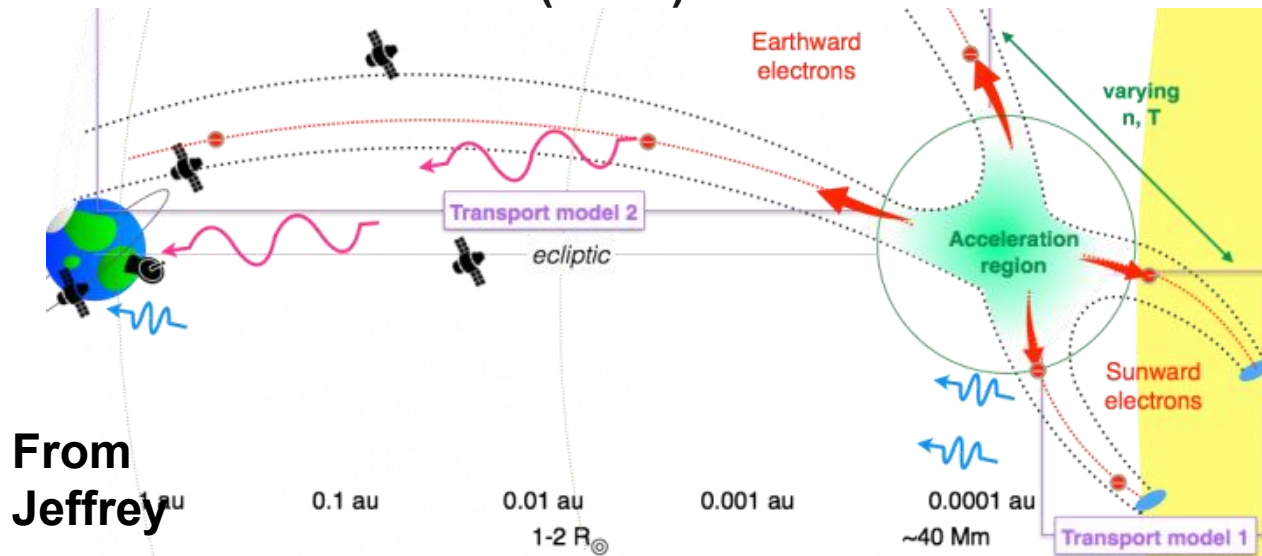 Earthward
electrons
varying
n, T
Transport model 2
ecliptic
Acceleration
region
Sunward
electrons
From
Jeffrey
1 au
0.1 au
0.01 au
0.001 au
0.0001 au
1-2 R◎
~40 Mm
Transport model 1